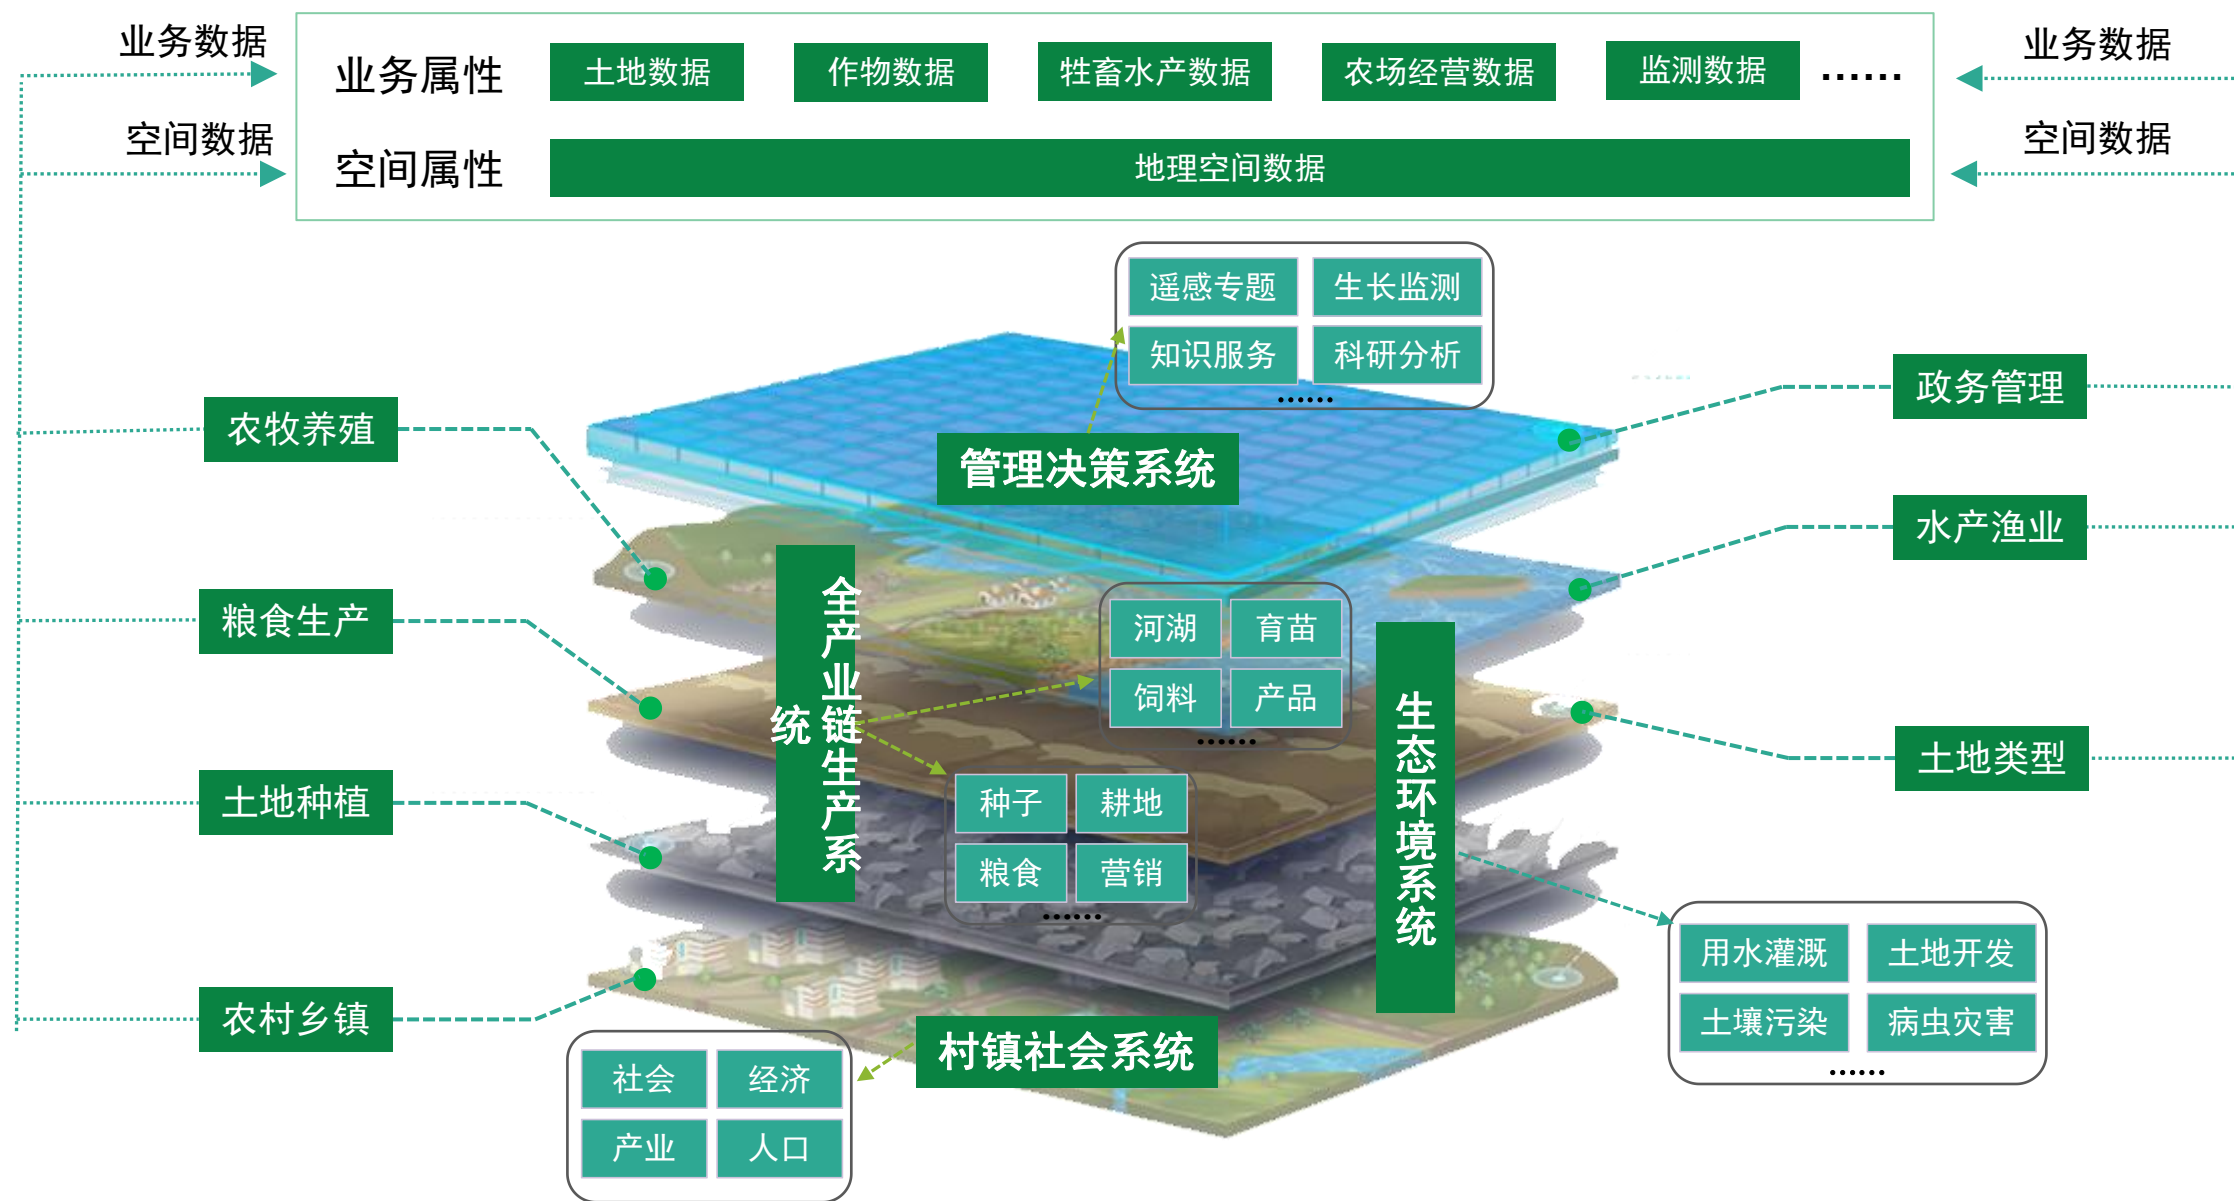 业务数据
业务属性
土地数据
作物数据
牲畜水产数据
农场经营数据
监测数据
......
业务数据
空间数据
空间属性
地理空间数据
空间数据
遥感专题
生长监测
知识服务
科研分析
......
政务管理
农牧养殖
管理决策系统
水产渔业
全产业链生产系统
河湖
育苗
饲料
产品
......
粮食生产
生态环境系统
土地类型
土地种植
种子
耕地
粮食
营销
......
用水灌溉
土地开发
土壤污染
病虫灾害
......
农村乡镇
村镇社会系统
社会
经济
产业
人口